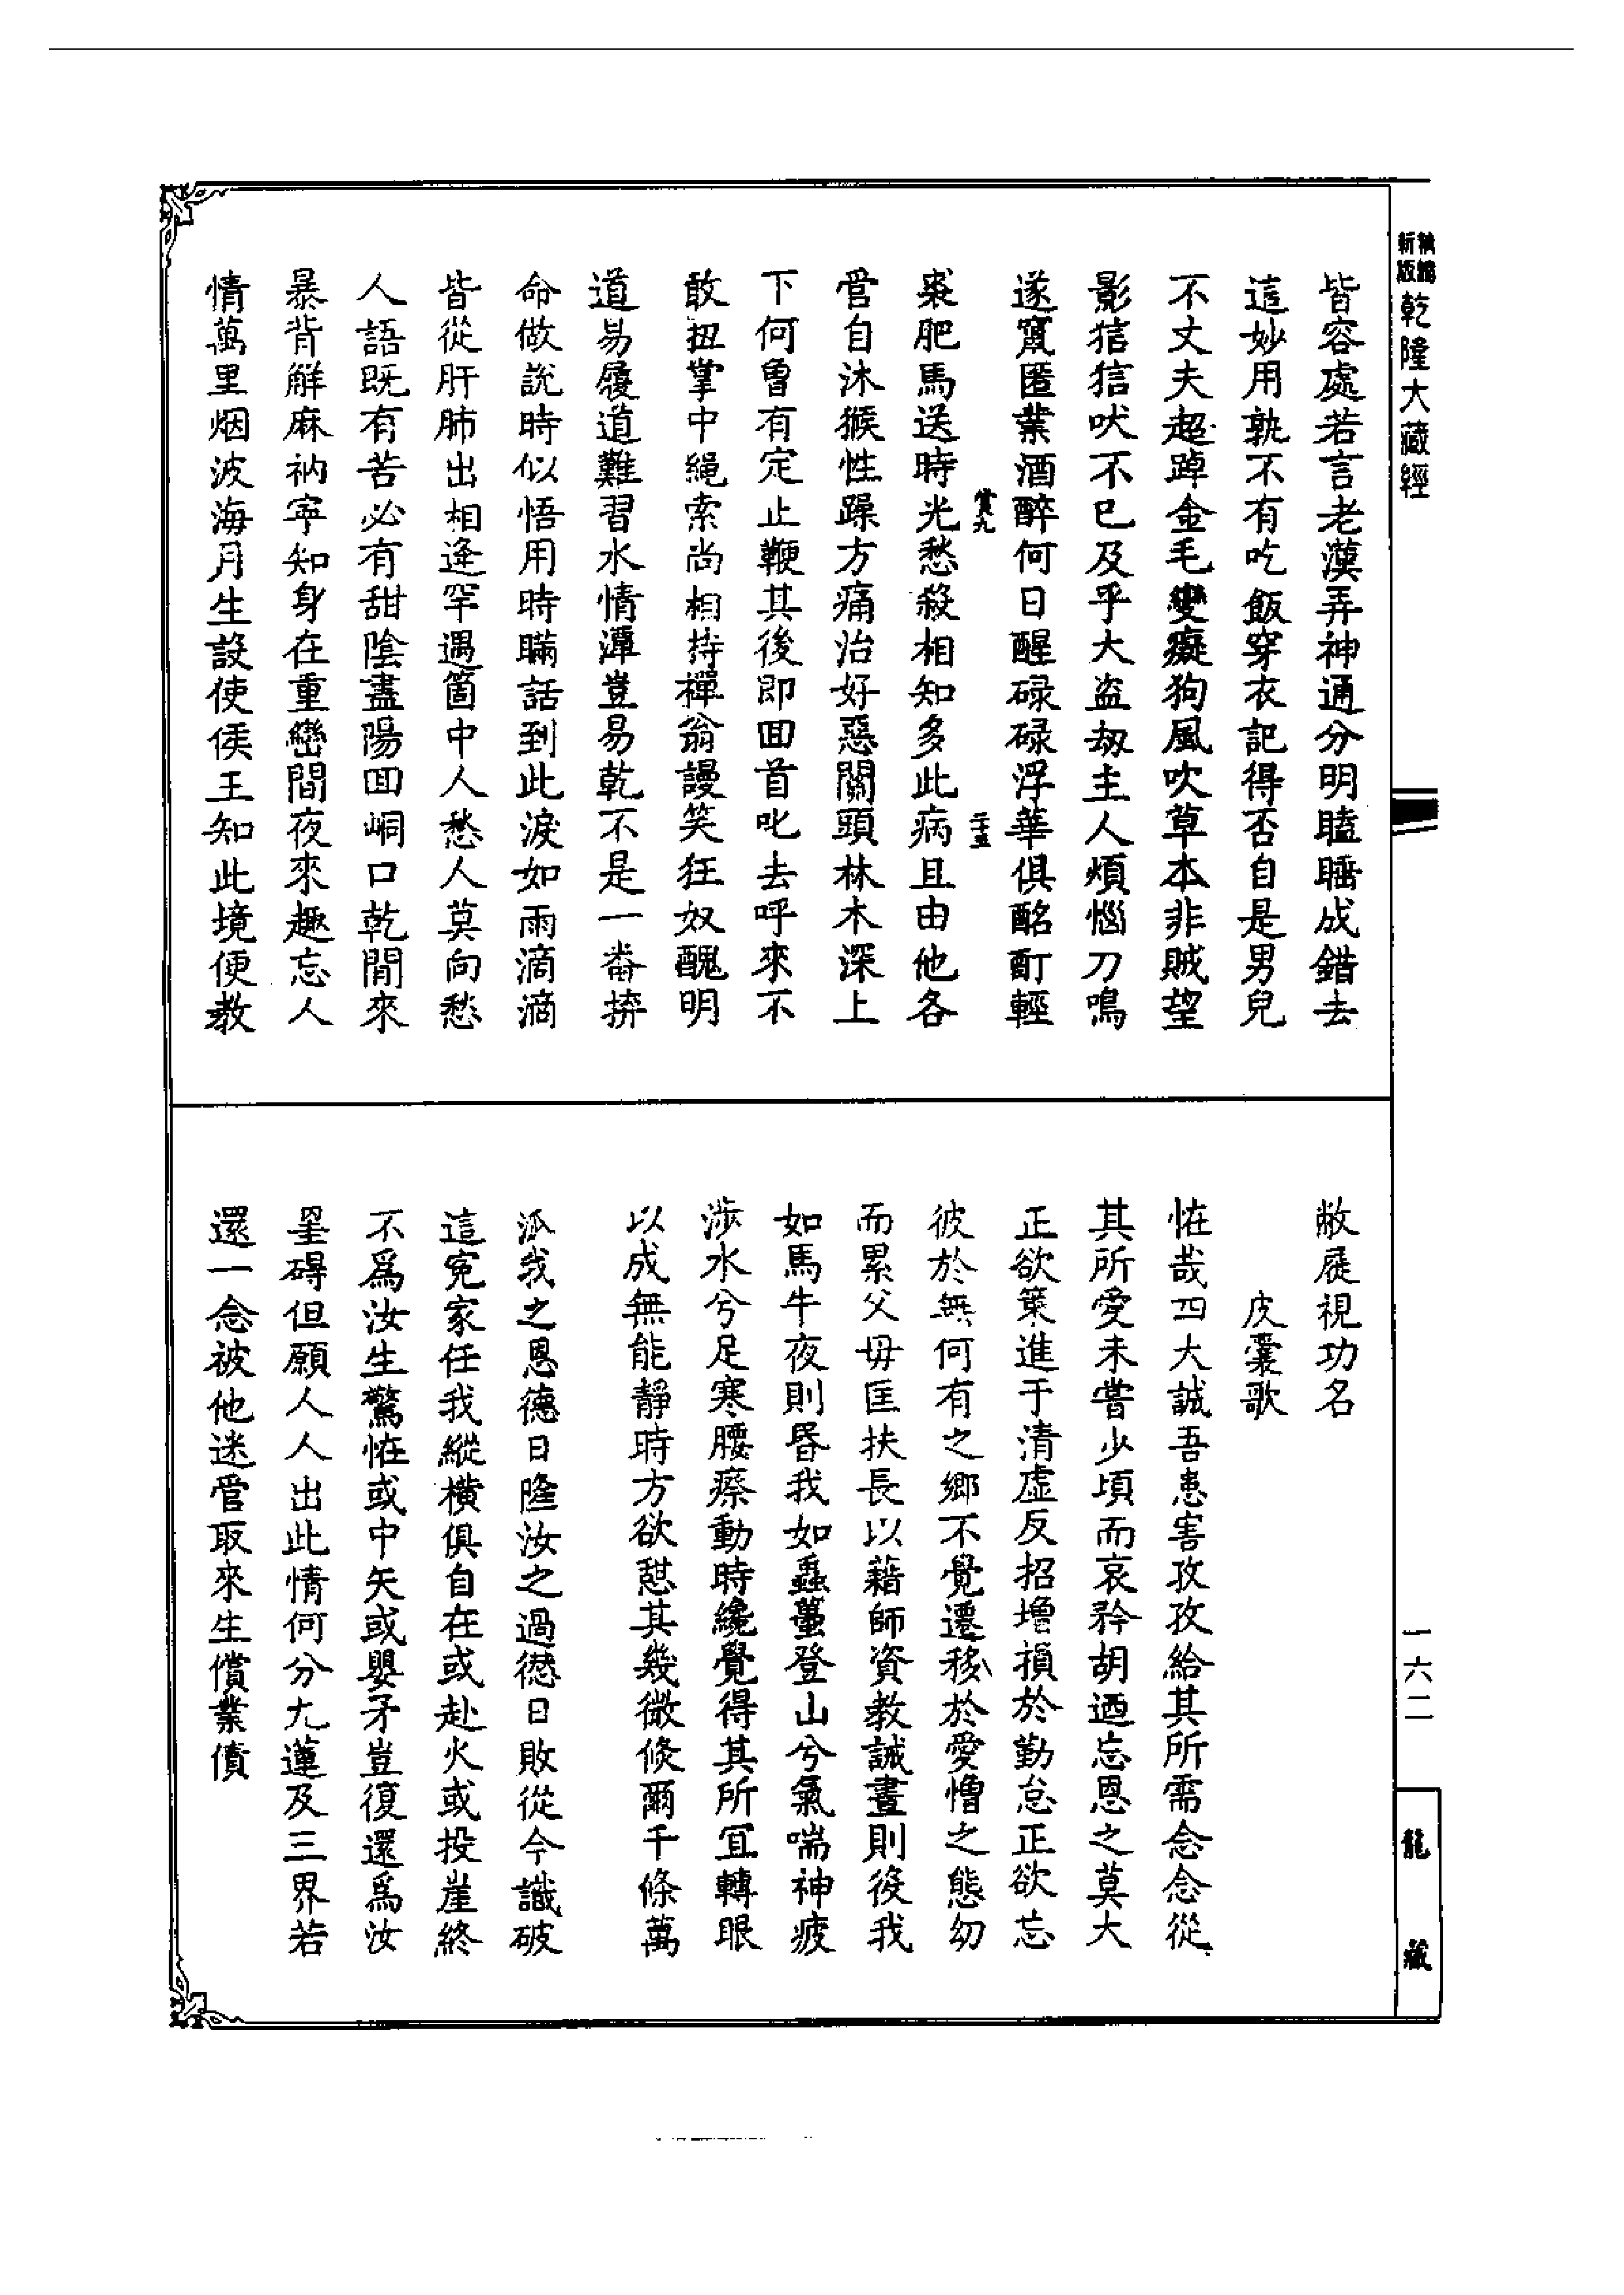 乾隆大藏經
皆容處若言老漢弄神通分明瞌睡成錯去
這妙用孰不有吃飯穿衣記得否自是男兒
不丈夫超踔金毛變癡狗風吹草本非賊望
影狺狺吠不已及乎大盜刼主人煩惱刀鳴
遂竄匿業酒醉何日醒碌碌浮華俱酩酊輕
裘肥馬送時光愁殺相知多此病且由他各
管自沐猴性躁方痛治好惡關頭林木深上
下何曾有定止鞭其後即回首叱去呼來不
敢扭掌中繩索尚相持禪翁謾笑狂奴醜明
道易履道難習水情潭豈易乾不是一畨拚
命做說時似悟用時瞞話到此淚如雨滴滴
皆從肝肺出相逢罕遇箇中人愁人莫向愁
人語既有苦必有甜陰盡陽回峒口乾閒來
暴背解麻衲寧知身在重巒間夜來趣忘人
情萬里烟波海月生設使侯王知此境便教
敝屣視功名
皮囊歌
恠哉四大誠吾患害孜孜給其所需念念從
其所愛未嘗少頃而哀矜胡迺忘恩之莫大
正欲策進于清虛反招增損於勤怠正欲忘
彼於無何有之鄉不覺遷移於愛憎之態幼
而累父毋匡扶長以藉師資教誡晝則役我
如馬牛夜則昬我如蝨蠆登山兮氣喘神疲
涉水兮足寒腰瘵動時纔覺得其所冝轉眼
以成無能靜時方欲懟其幾微倐爾千條萬
派我之恩德日隆汝之過愆日敗從今識破
這寃家任我縱橫俱自在或赴火或投崖終
不爲汝生驚恠或中矢或嬰矛豈復還爲汝
罣碍但願人人出此情何分九蓮及三界若
還一念被他迷管取來生償業債
賞九
二十五
一六二
龍藏